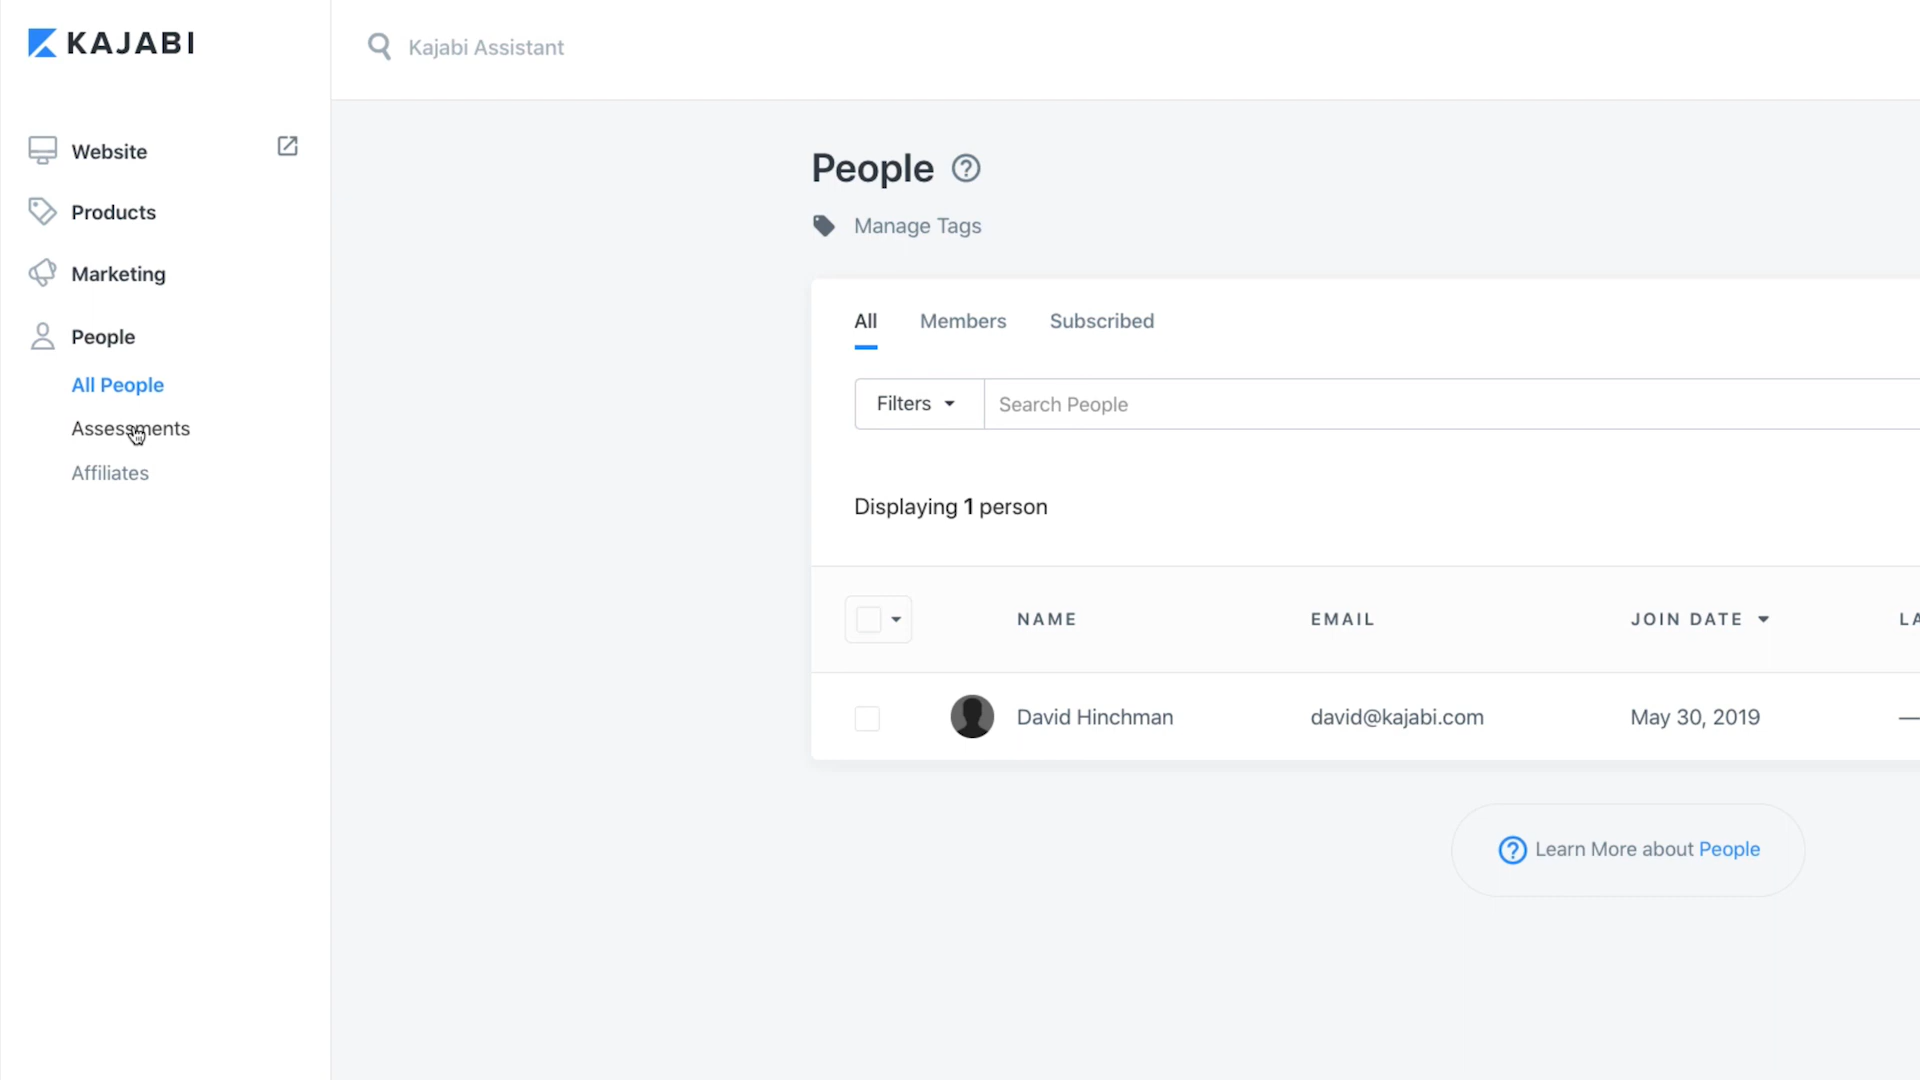 KAJABI
Kajabi Assistant
Website
Products
Marketing
People
All People
Assessments
Affiliates
People
Manage Tags
All Members Subscribed
Filters Search People
Displaying 1 person
NAME EMAIL JOIN DATE
David Hinchman david@kajabi.com May 30, 2019 —
Learn More about People